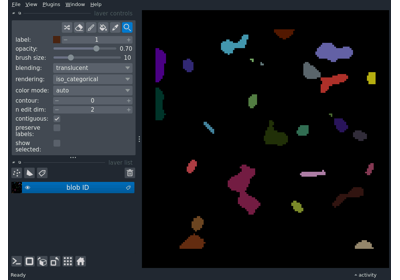 File View Plugins Window Help
layer controls
label: 1
opacity: 0.70
brush size: 10
blending: translucent
rendering: iso_categorical
color mode: auto
contour: 0
n edit dim: 2
contiguous:
preserve
labels:
show
selected:
layer list
blob ID
Ready
activity